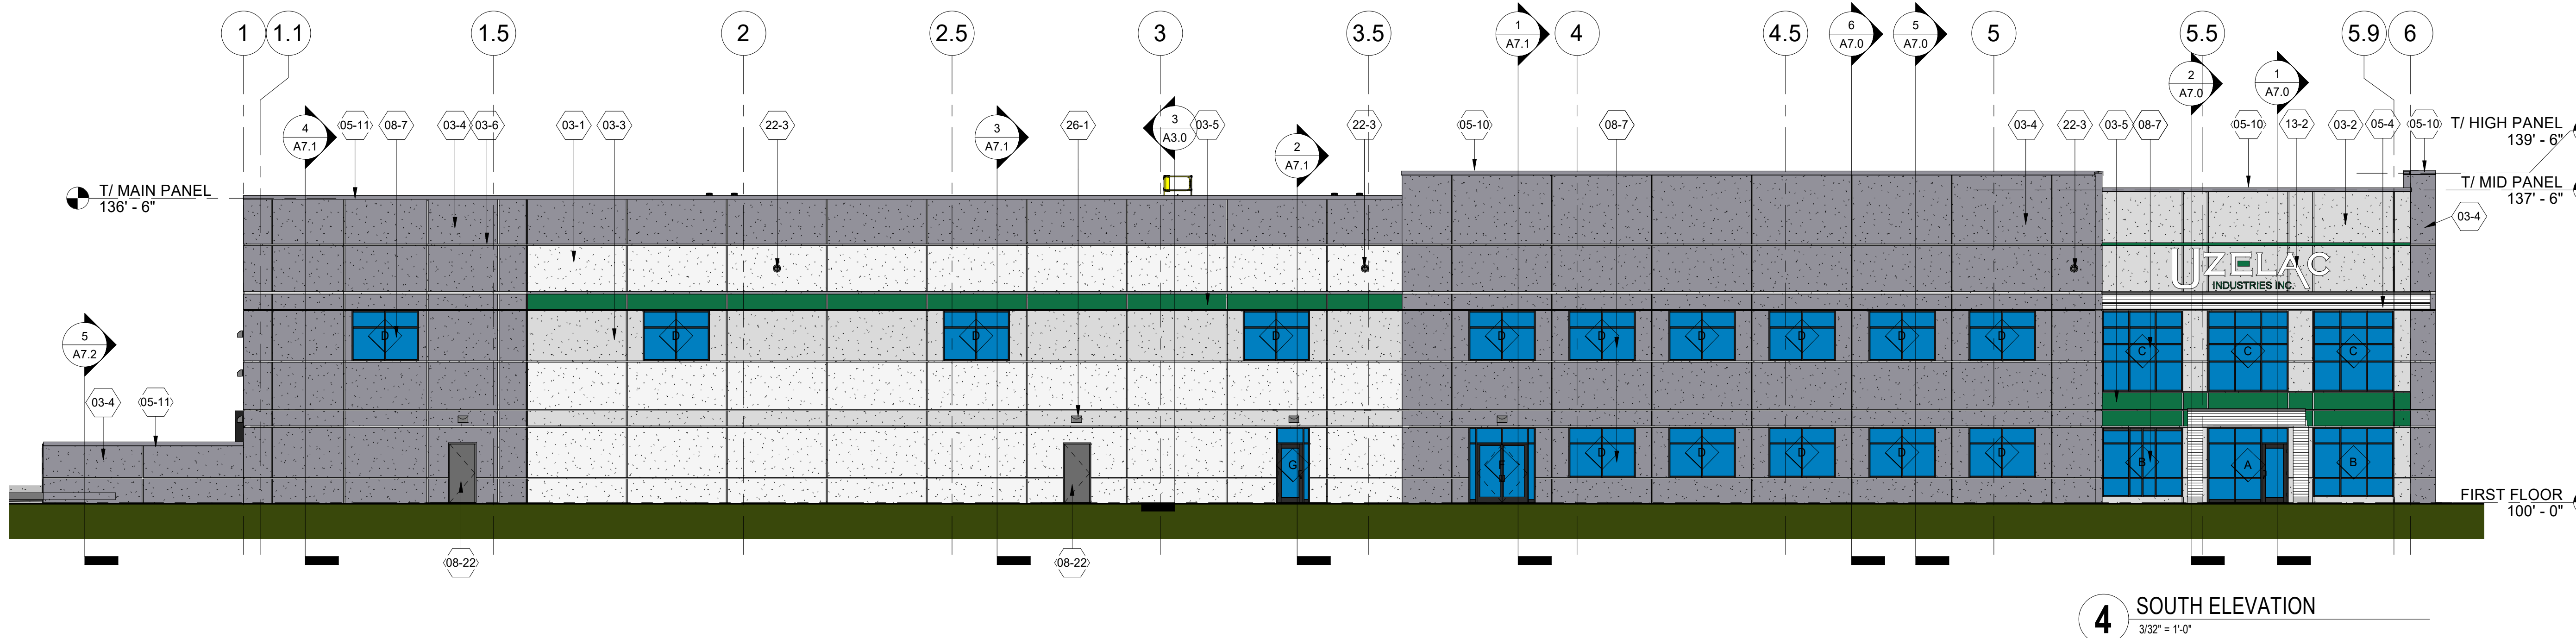 1 1.1 1.5 2 2.5 3 3.5 4 4.5 5 5.5 5.9 6
1 A7.1
6 A7.0
5 A7.0
2 A7.0
1 A7.0
4 A7.1
3 A7.1
3 A3.0
2 A7.1
05-11 08-7 03-4 03-6 03-1 03-3 22-3 26-1 03-5 22-3 05-10 08-7 03-4 22-3 03-5 08-7 05-10 13-2 03-2 05-4 05-10
T/ HIGH PANEL
139' - 6"
T/ MAIN PANEL
136' - 6"
T/ MID PANEL
137' - 6"
03-4
UZELAC
INDUSTRIES INC.
5 A7.2
D D D D D D D D D D C C C
03-4 05-11
G F D D D D D B A B
FIRST FLOOR
100' - 0"
08-22 08-22
4 SOUTH ELEVATION
3/32" = 1'-0"